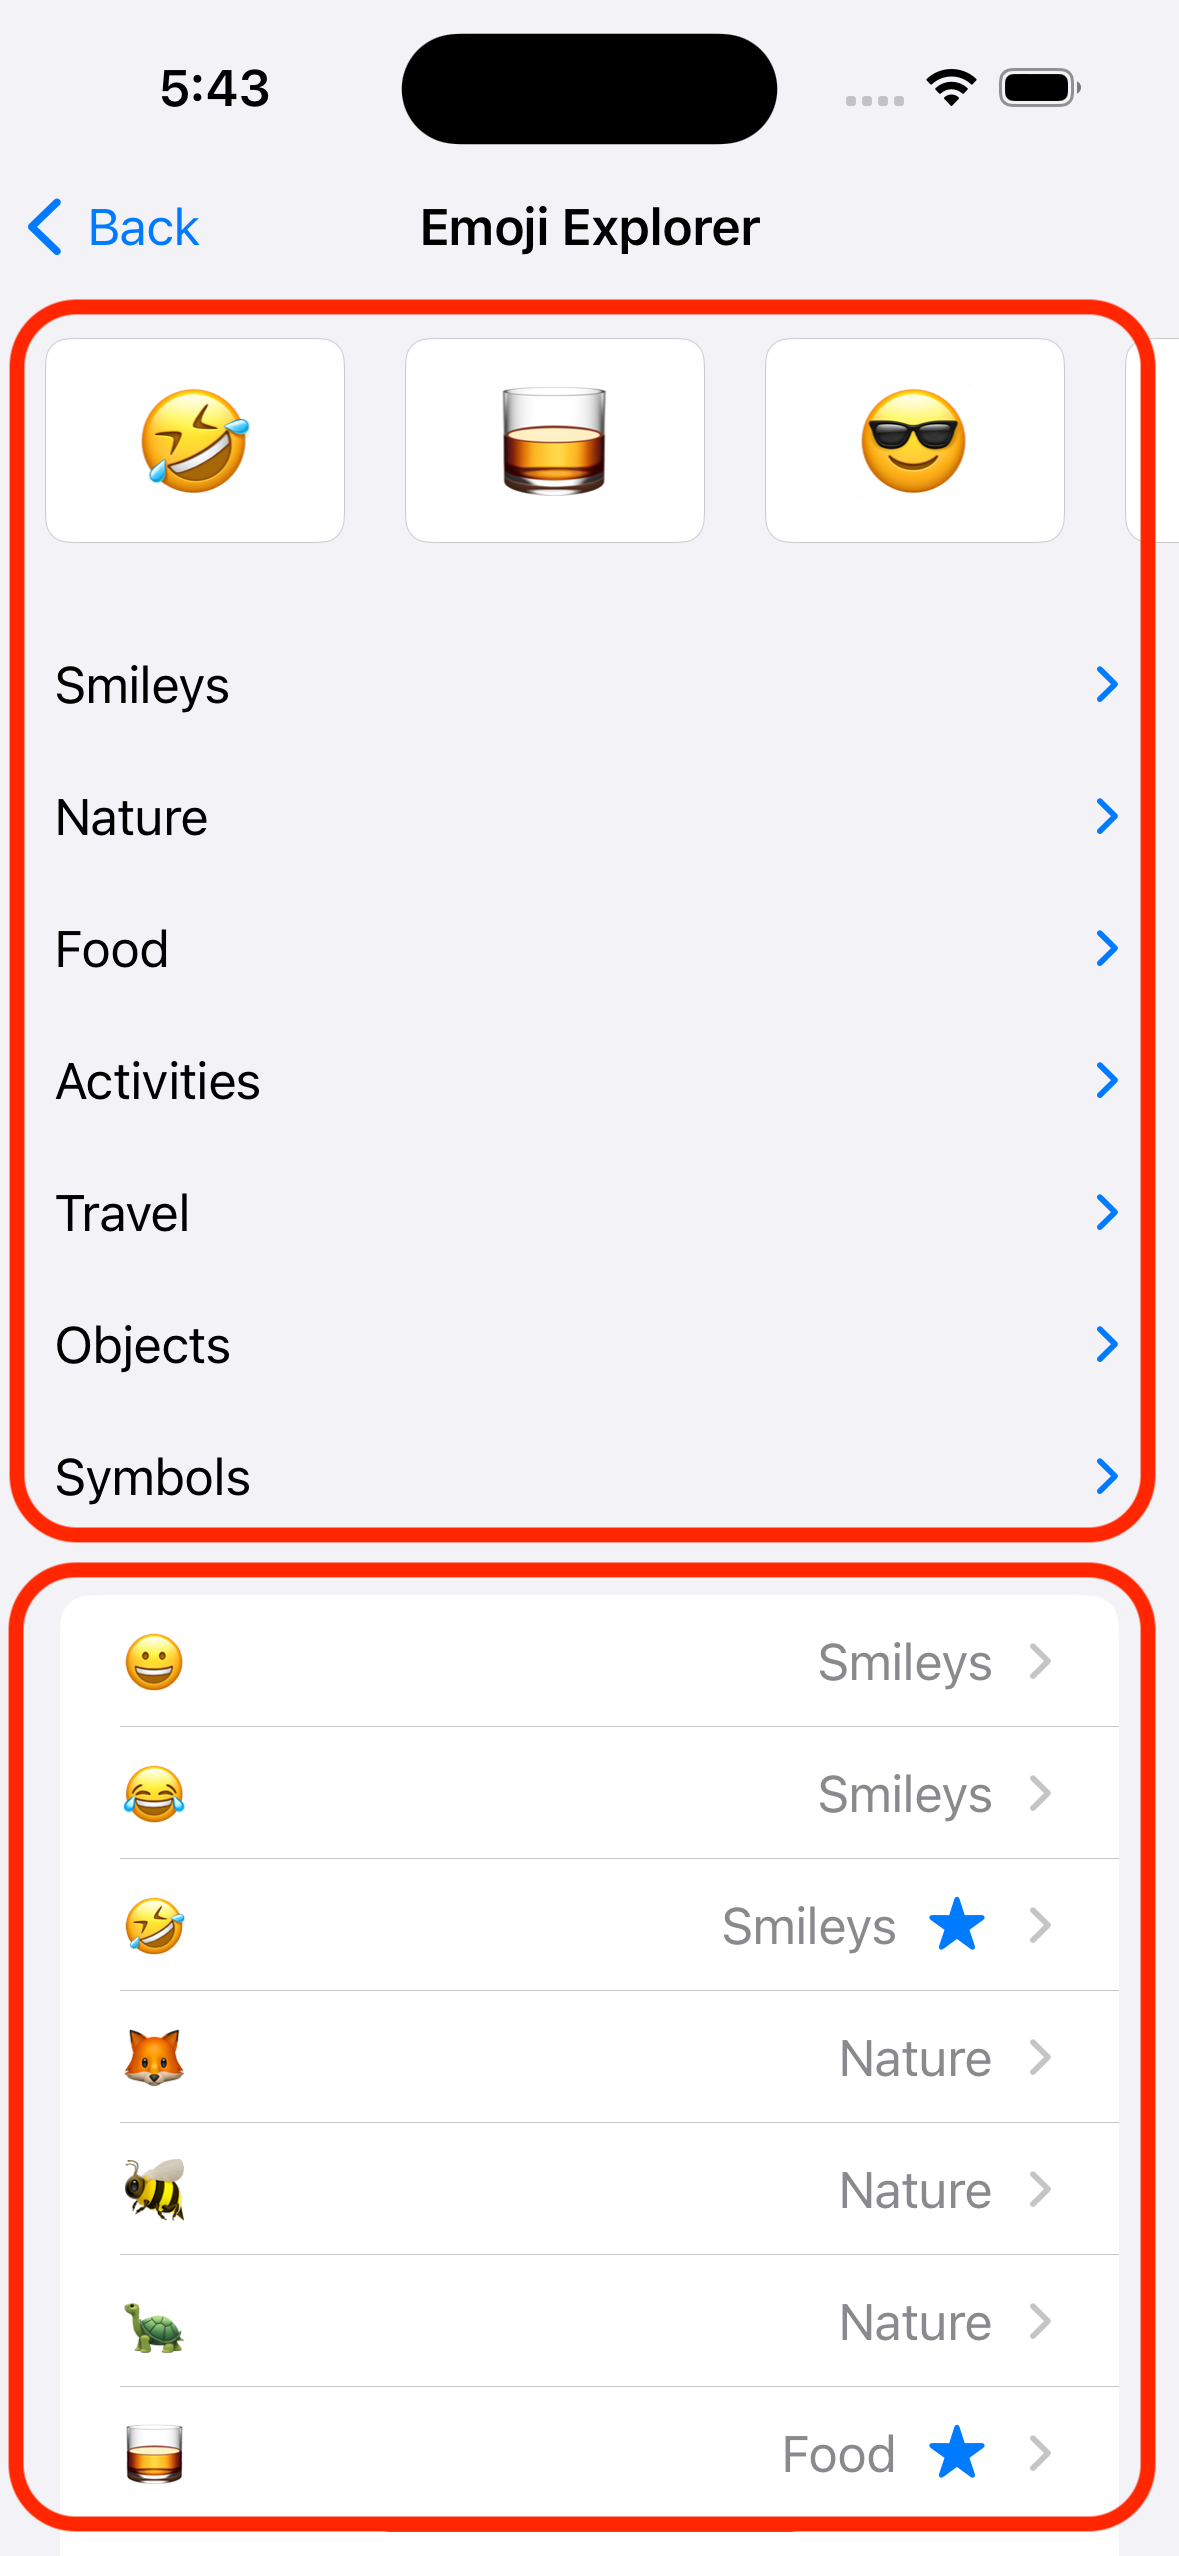 5:43
Back
Emoji Explorer
Smileys
Nature
Food
Activities
Travel
Objects
Symbols
Smileys
Smileys
Smileys
Nature
Nature
Nature
Food